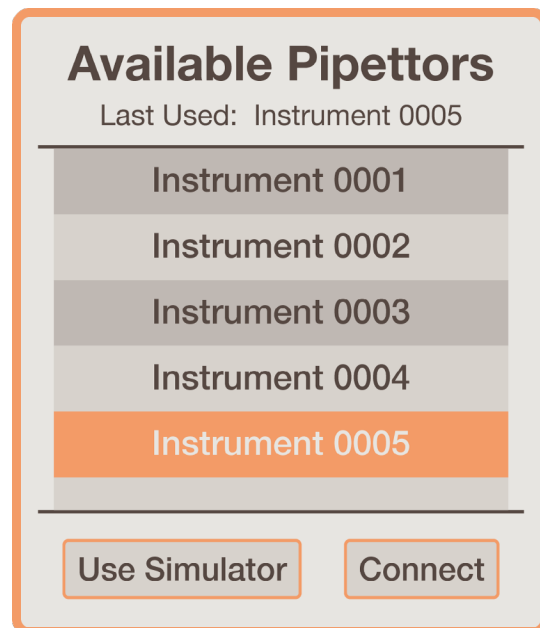 Available Pipettors
Last Used: Instrument 0005
Instrument 0001
Instrument 0002
Instrument 0003
Instrument 0004
Instrument 0005
Use Simulator
Connect